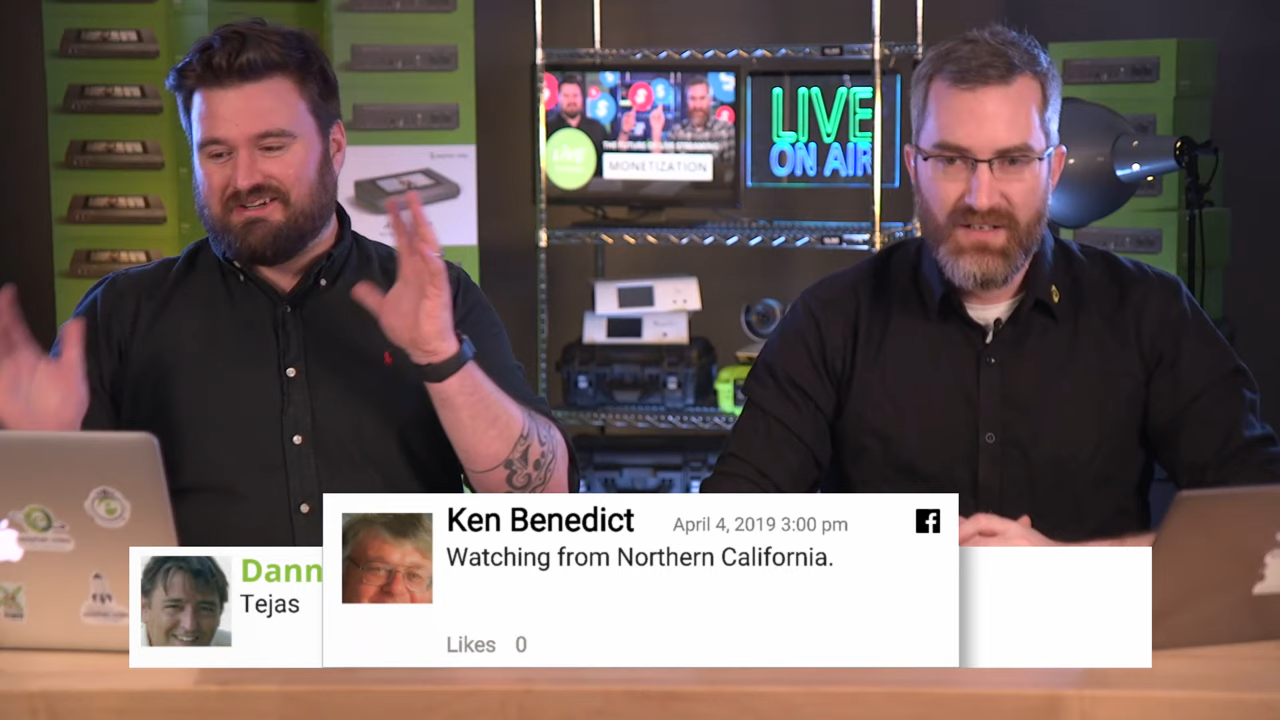 LIVE
ON AIR
MONETIZATION
Ken Benedict
April 4, 2019 3:00 pm
Watching from Northern California.
Likes 0
Dann
Tejas